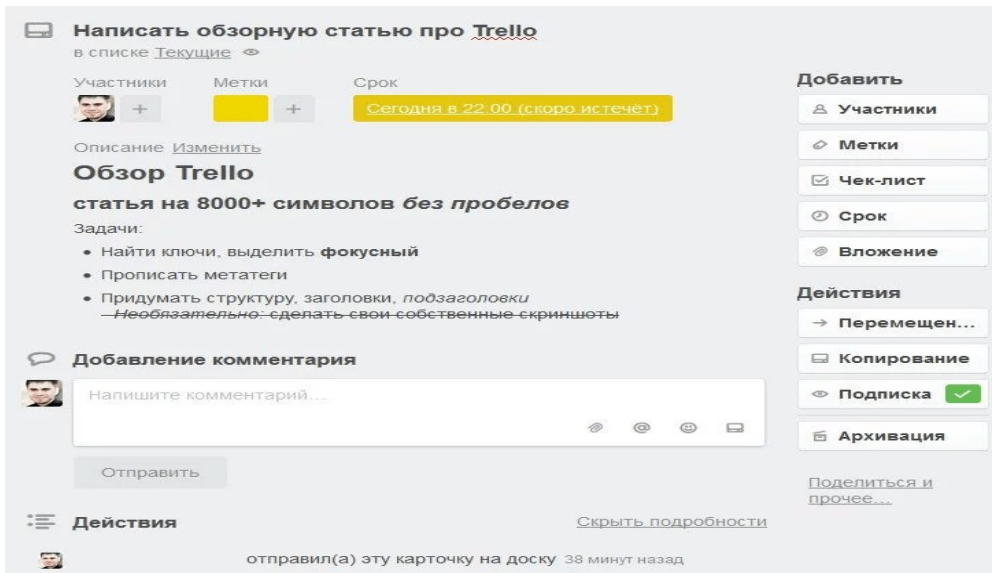 Написать обзорную статью про Trello
в списке Текущие
Участники Метки Срок
+ + Сегодня в 22:00 (скоро истечёт)
Описание Изменить
Обзор Trello
статья на 8000+ символов без пробелов
Задачи:
• Найти ключи, выделить фокусный
• Прописать метатеги
• Придумать структуру, заголовки, подзаголовки
– Необязательно: сделать свои собственные скриншоты
Добавление комментария
Напишите комментарий...
@
Отправить
Действия Скрыть подробности
отправил(а) эту карточку на доску 38 минут назад
Добавить
Участники
Метки
Чек-лист
Срок
Вложение
Действия
→ Перемещен...
Копирование
Подписка
Архивация
Поделиться и
прочее...